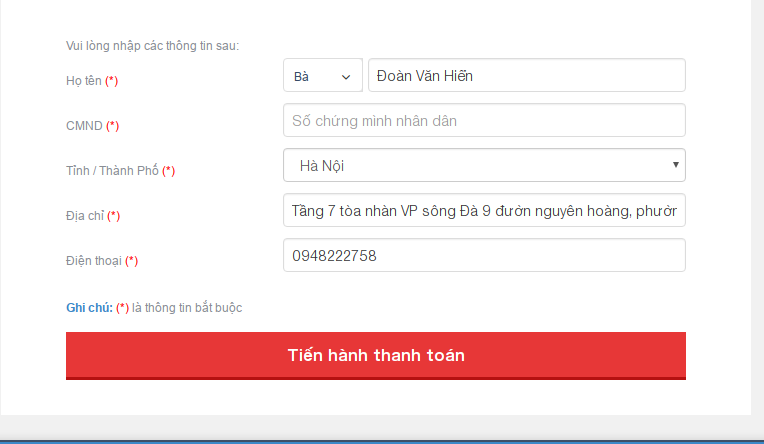 Vui lòng nhập các thông tin sau:
Họ tên (*) Bà Đoàn Văn Hiến
CMND (*) Số chứng minh nhân dân
Tỉnh / Thành Phố (*) Hà Nội
Địa chỉ (*) Tầng 7 tòa nhàn VP sông Đà 9 đướn nguyên hoàng, phườr
Điện thoại (*) 0948222758
Ghi chú: (*) là thông tin bắt buộc
Tiến hành thanh toán